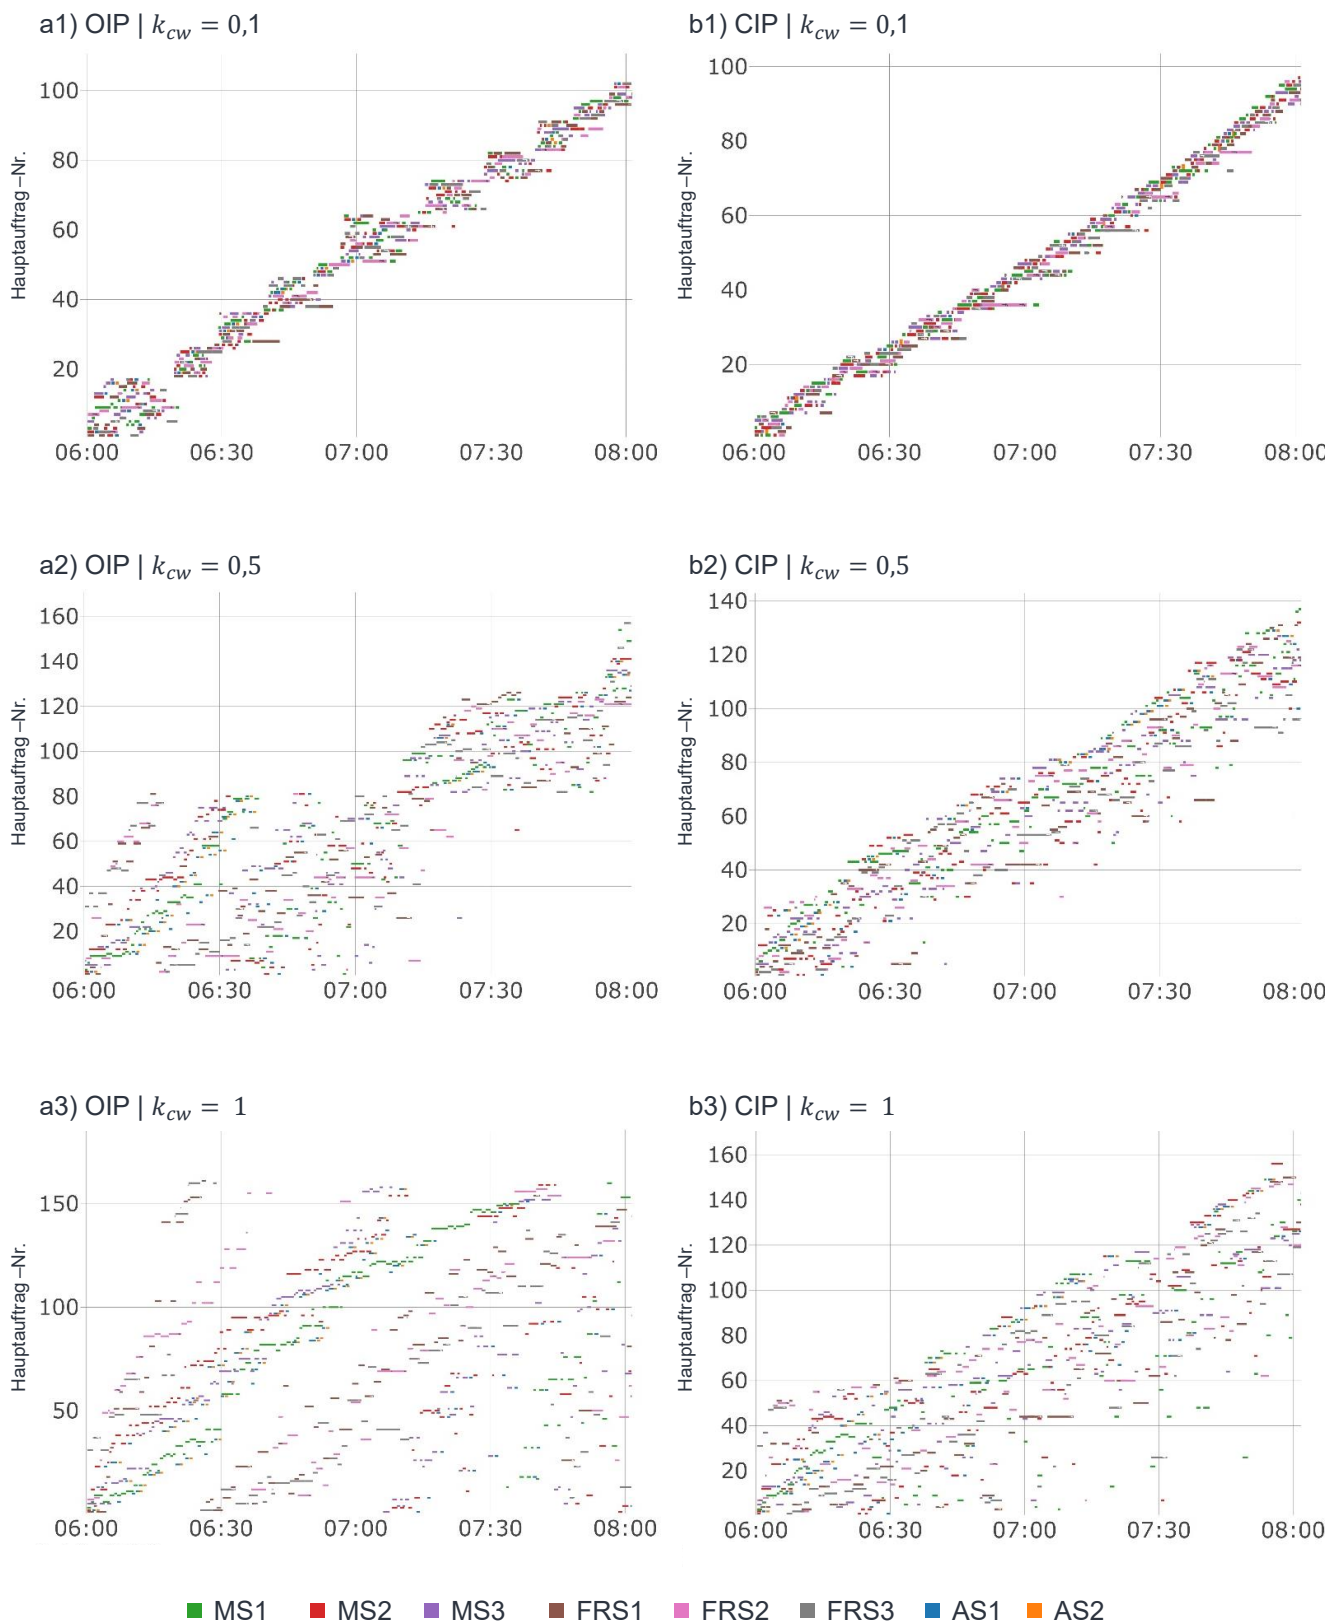 a1) OIP | k_cw = 0,1
b1) CIP | k_cw = 0,1
Hauptauftrag –Nr.
100
80
60
40
20
06:00 06:30 07:00 07:30 08:00
Hauptauftrag –Nr.
100
80
60
40
20
06:00 06:30 07:00 07:30 08:00
a2) OIP | k_cw = 0,5
b2) CIP | k_cw = 0,5
Hauptauftrag –Nr.
160
140
120
100
80
60
40
20
06:00 06:30 07:00 07:30 08:00
Hauptauftrag –Nr.
140
120
100
80
60
40
20
06:00 06:30 07:00 07:30 08:00
a3) OIP | k_cw = 1
b3) CIP | k_cw = 1
Hauptauftrag –Nr.
150
100
50
06:00 06:30 07:00 07:30 08:00
Hauptauftrag –Nr.
160
140
120
100
80
60
40
20
06:00 06:30 07:00 07:30 08:00
MS1 MS2 MS3 FRS1 FRS2 FRS3 AS1 AS2